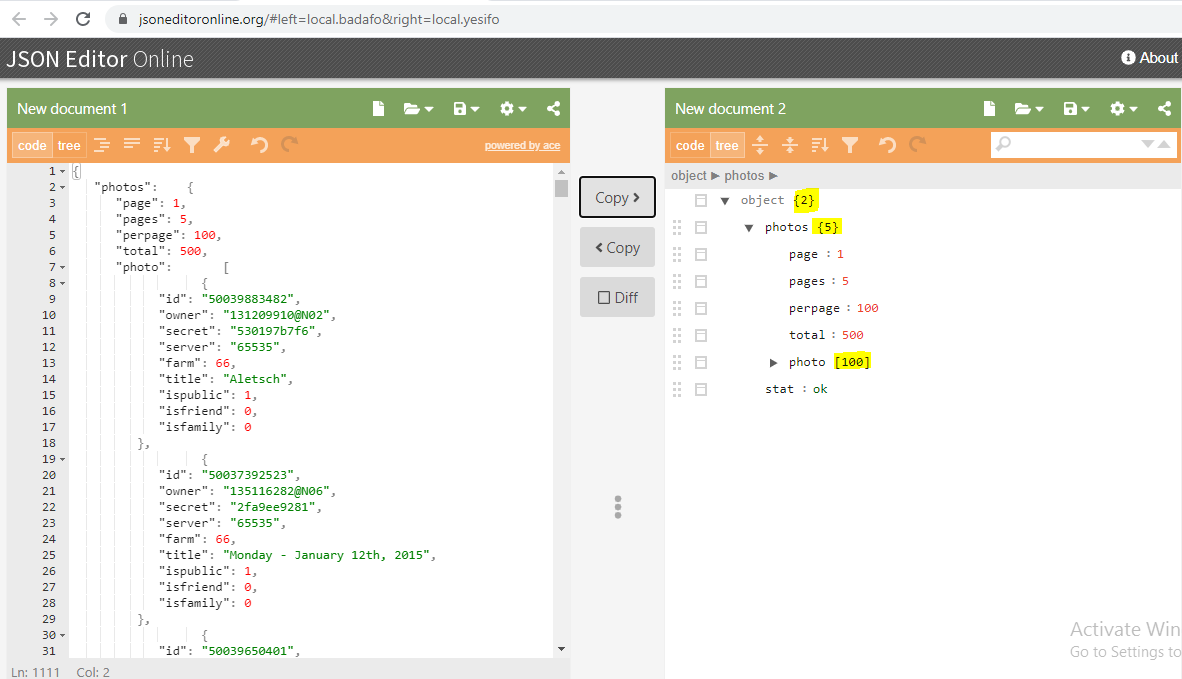 jsoneditoronline.org/#left=local.badafo&right=local.yesifo
JSON Editor Online
About
New document 1
code tree
powered by ace
1 {
2 "photos": {
3 "page": 1,
4 "pages": 5,
5 "perpage": 100,
6 "total": 500,
7 "photo": [
8 {
9 "id": "50039883482",
10 "owner": "131209910@N02",
11 "secret": "530197b7f6",
12 "server": "65535",
13 "farm": 66,
14 "title": "Aletsch",
15 "ispublic": 1,
16 "isfriend": 0,
17 "isfamily": 0
18 },
19 {
20 "id": "50037392523",
21 "owner": "135116282@N06",
22 "secret": "2fa9ee9281",
23 "server": "65535",
24 "farm": 66,
25 "title": "Monday - January 12th, 2015",
26 "ispublic": 1,
27 "isfriend": 0,
28 "isfamily": 0
29 },
30 {
31 "id": "50039650401",
Ln: 1111 Col: 2
Copy >
< Copy
Diff
New document 2
code tree
object ► photos ►
object {2}
photos {5}
page : 1
pages : 5
perpage : 100
total : 500
photo [100]
stat : ok
Activate Win
Go to Settings to